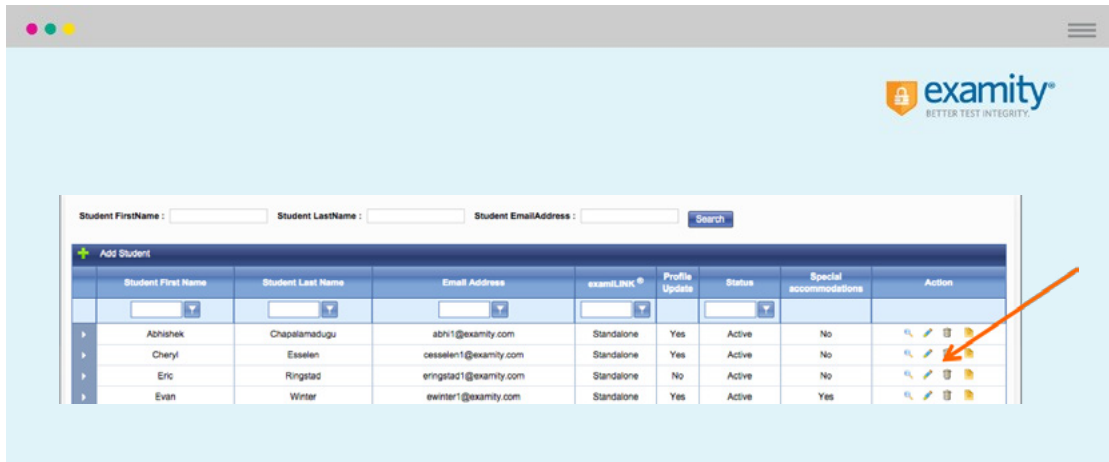 examity®
BETTER TEST INTEGRITY.
Student FirstName : Student LastName : Student EmailAddress : Search
Add Student
Student First Name Student Last Name Email Address examiLINK® Profile Update Status Special accommodations Action
Abhishek Chapalamadugu abhi1@examity.com Standalone Yes Active No
Cheryl Esselen cesselen1@examity.com Standalone Yes Active No
Eric Ringstad eringstad1@examity.com Standalone No Active No
Evan Winter ewinter1@examity.com Standalone Yes Active Yes